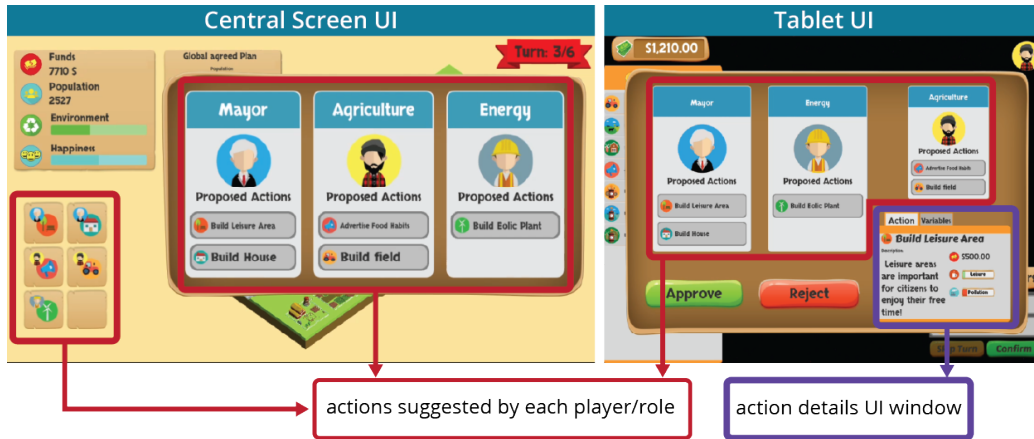 Central Screen UI
Funds
7710 $
Population
2527
Environment
Happiness
Global agreed Plan
Population
Turn: 3/6
Mayor
Proposed Actions
Build Leisure Area
Build House
Agriculture
Proposed Actions
Advertise Food Habits
Build field
Energy
Proposed Actions
Build Eolic Plant
Tablet UI
$1,210.00
Mayor
Proposed Actions
Build Leisure Area
Build House
Energy
Proposed Actions
Build Eolic Plant
Agriculture
Proposed Actions
Advertise Food Habits
Build field
Action Variables
Build Leisure Area
Description
Leisure areas
are important
for citizens to
enjoy their free
time!
$500.00
Leisure
Pollution
Approve
Reject
Skip Turn
Confirm
actions suggested by each player/role
action details UI window